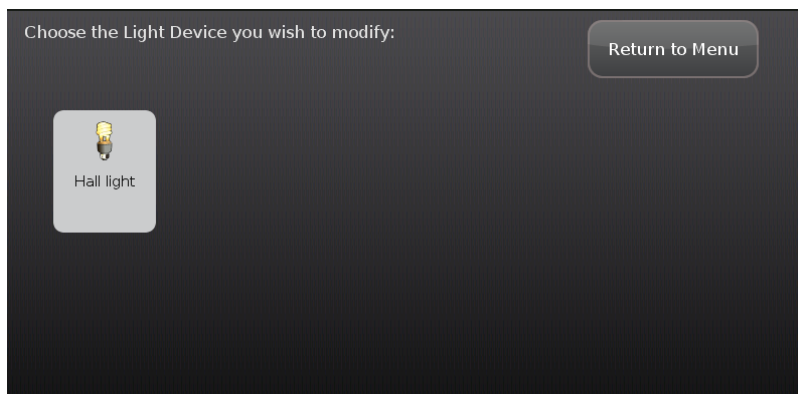 Choose the Light Device you wish to modify:
Return to Menu
Hall light